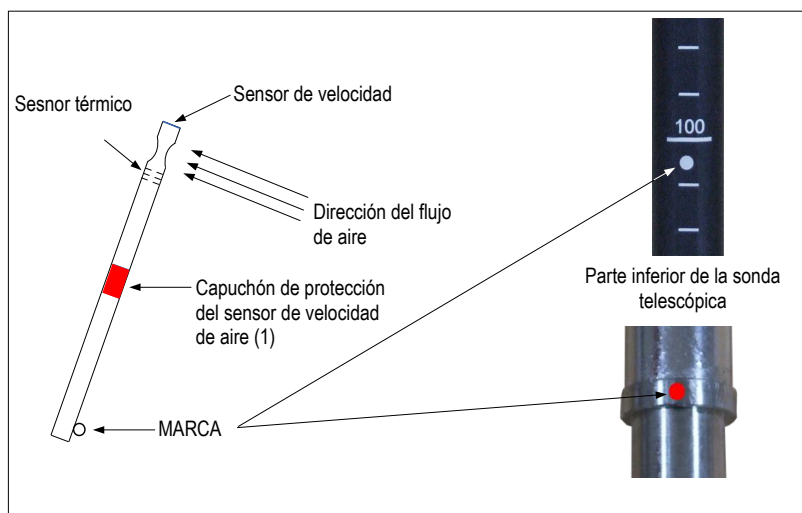 Sensor de velocidad
Sesnor térmico
Dirección del flujo
de aire
Capuchón de protección
del sensor de velocidad
de aire (1)
MARCA
100
Parte inferior de la sonda
telescópica